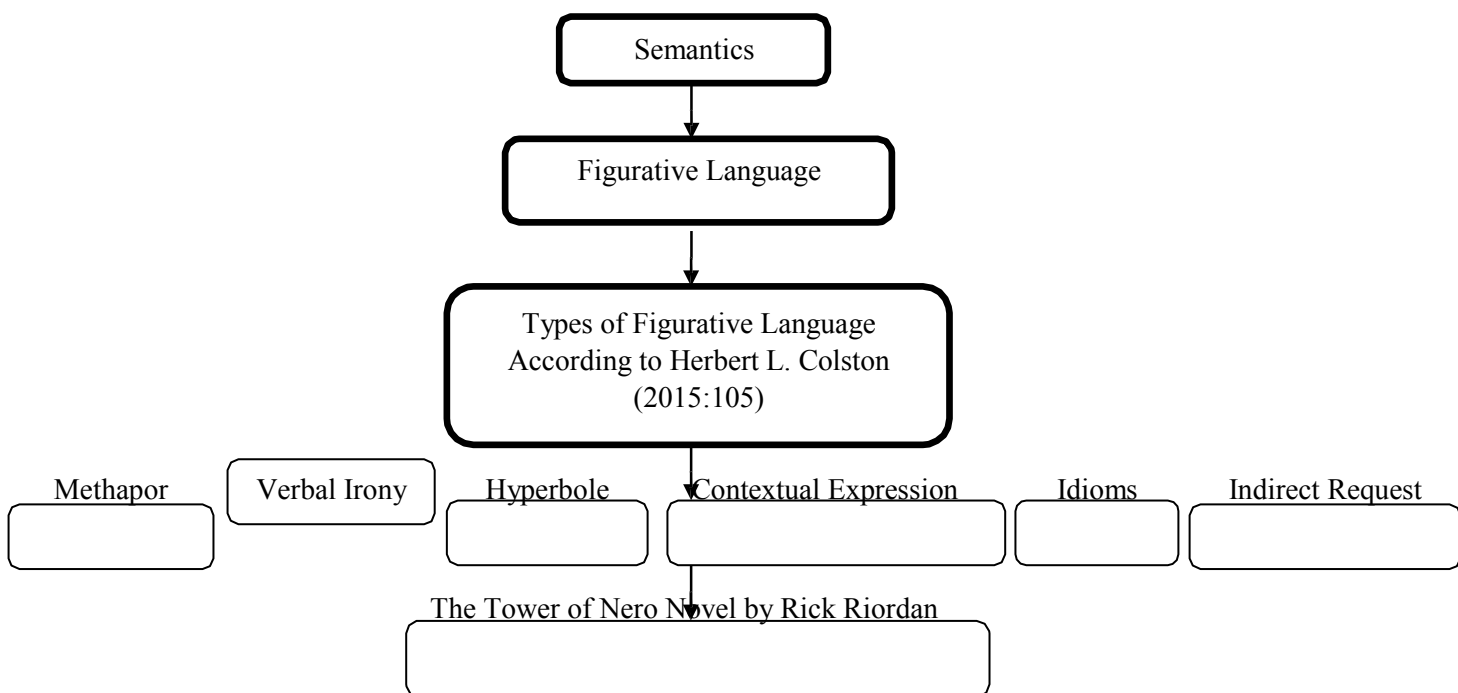 Semantics
Figurative Language
Types of Figurative Language
According to Herbert L. Colston
(2015:105)
Methapor
Verbal Irony
Hyperbole
Contextual Expression
Idioms
Indirect Request
The Tower of Nero Novel by Rick Riordan